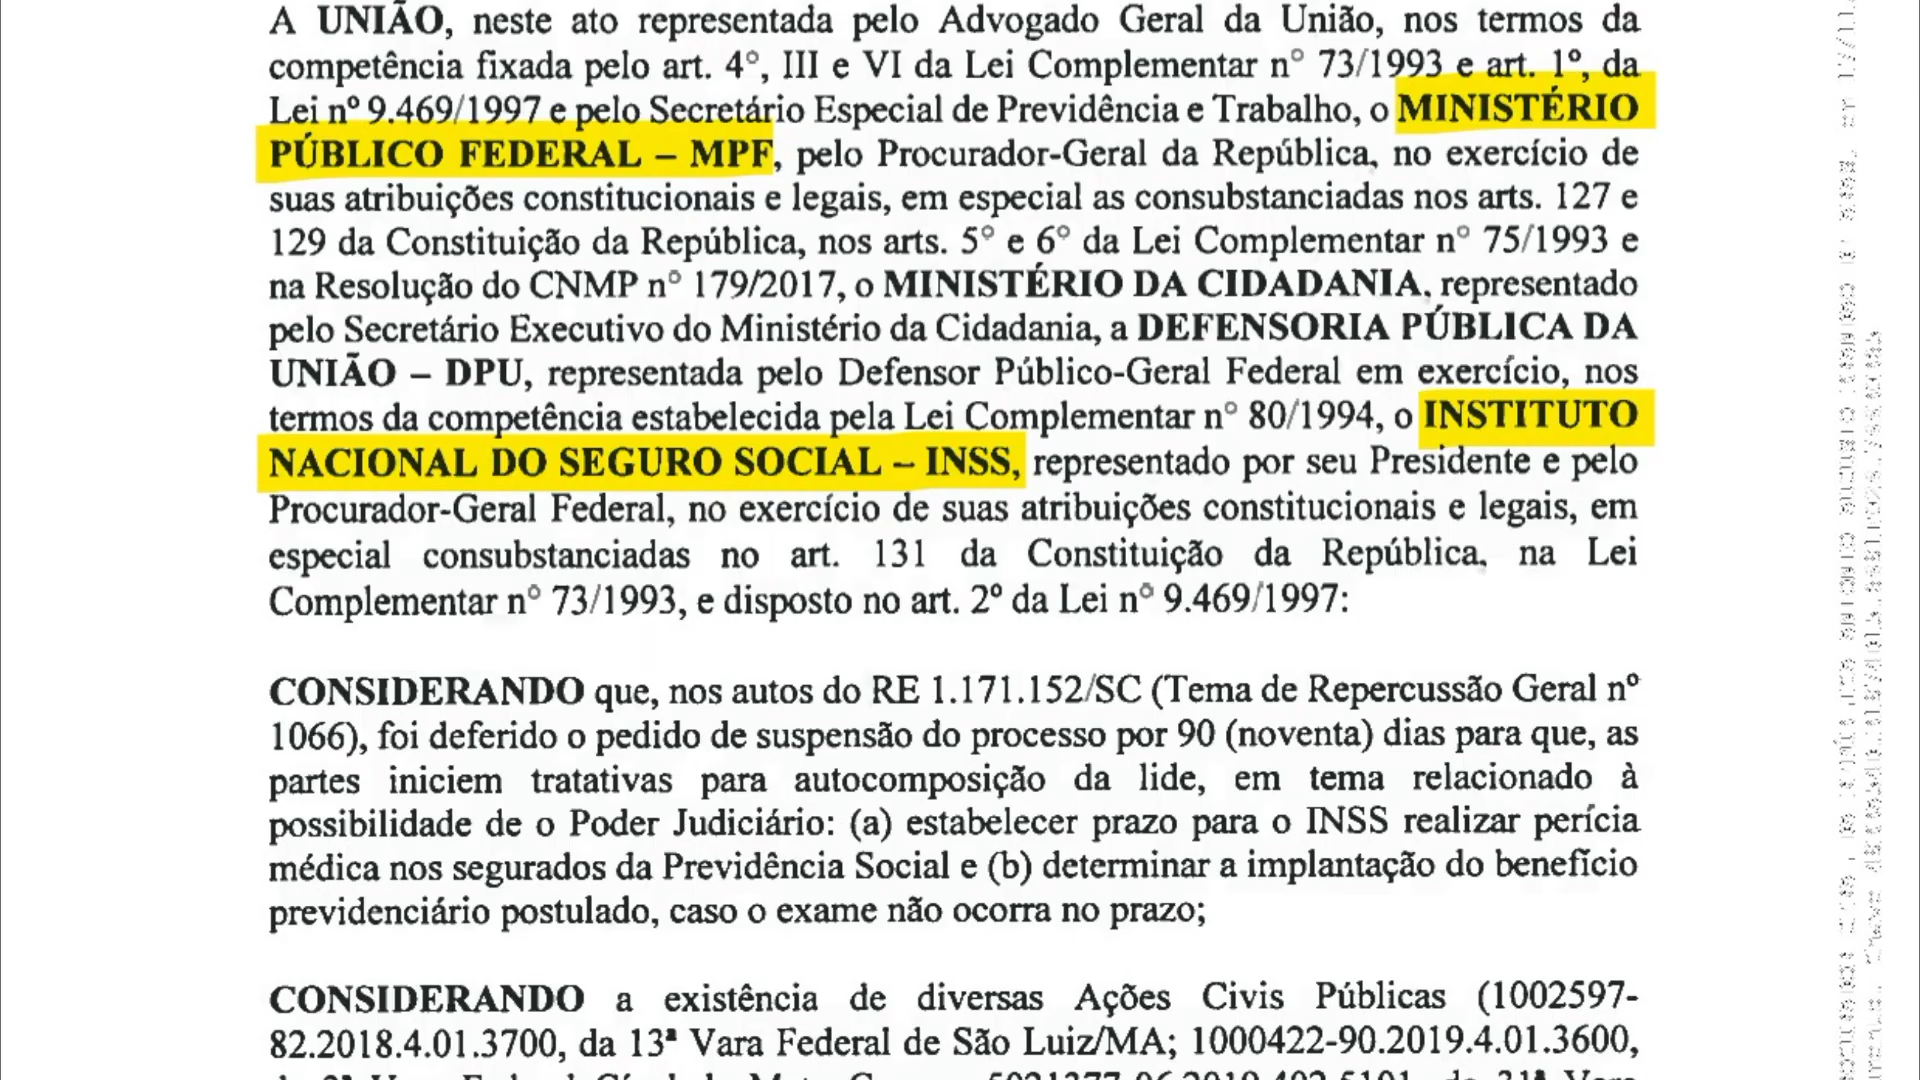 A UNIÃO, neste ato representada pelo Advogado Geral da União, nos termos da
competência fixada pelo art. 4°, III e VI da Lei Complementar n° 73/1993 e art. 1º, da
Lei nº 9.469/1997 e pelo Secretário Especial de Previdência e Trabalho, o MINISTÉRIO
PÚBLICO FEDERAL – MPF, pelo Procurador-Geral da República, no exercício de
suas atribuições constitucionais e legais, em especial as consubstanciadas nos arts. 127 e
129 da Constituição da República, nos arts. 5° e 6° da Lei Complementar n° 75/1993 e
na Resolução do CNMP n° 179/2017, o MINISTÉRIO DA CIDADANIA, representado
pelo Secretário Executivo do Ministério da Cidadania, a DEFENSORIA PÚBLICA DA
UNIÃO – DPU, representada pelo Defensor Público-Geral Federal em exercício, nos
termos da competência estabelecida pela Lei Complementar n° 80/1994, o INSTITUTO
NACIONAL DO SEGURO SOCIAL – INSS, representado por seu Presidente e pelo
Procurador-Geral Federal, no exercício de suas atribuições constitucionais e legais, em
especial consubstanciadas no art. 131 da Constituição da República, na Lei
Complementar n° 73/1993, e disposto no art. 2º da Lei n° 9.469/1997:
CONSIDERANDO que, nos autos do RE 1.171.152/SC (Tema de Repercussão Geral nº
1066), foi deferido o pedido de suspensão do processo por 90 (noventa) dias para que, as
partes iniciem tratativas para autocomposição da lide, em tema relacionado à
possibilidade de o Poder Judiciário: (a) estabelecer prazo para o INSS realizar perícia
médica nos segurados da Previdência Social e (b) determinar a implantação do benefício
previdenciário postulado, caso o exame não ocorra no prazo;
CONSIDERANDO a existência de diversas Ações Civis Públicas (1002597-
82.2018.4.01.3700, da 13ª Vara Federal de São Luiz/MA; 1000422-90.2019.4.01.3600,